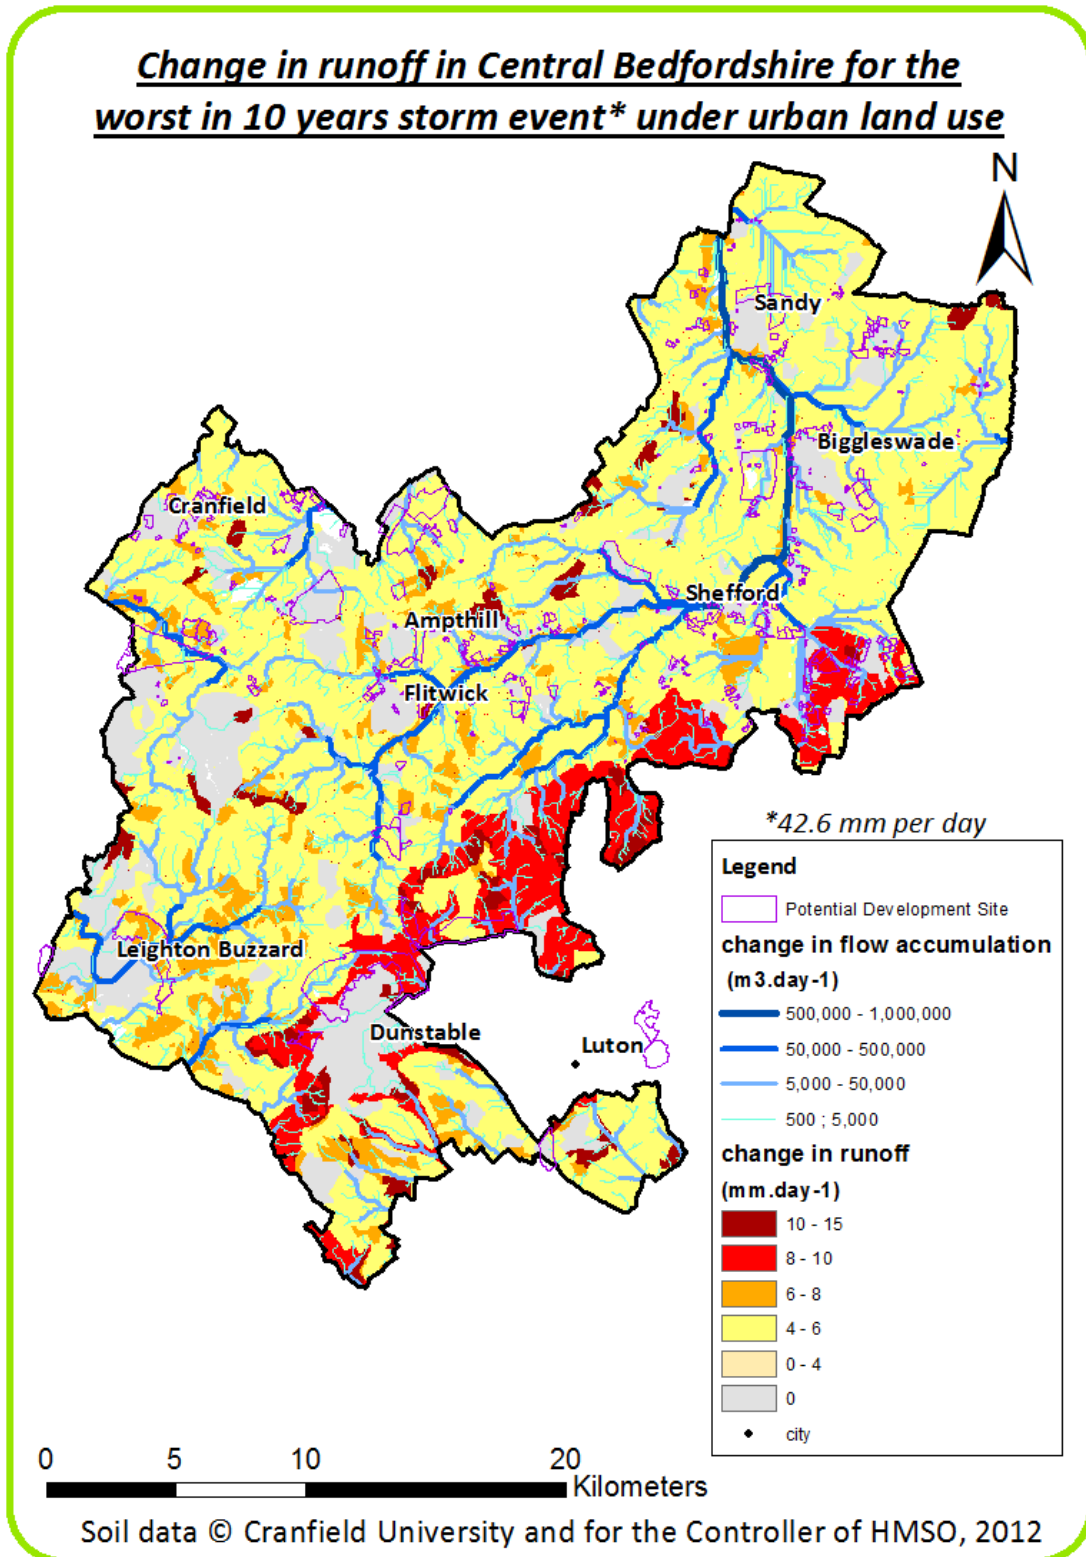 Change in runoff in Central Bedfordshire for the
worst in 10 years storm event* under urban land use
N
Sandy
Biggleswade
Cranfield
Shefford
Ampthill
Flitwick
*42.6 mm per day
Leighton Buzzard
Dunstable
Luton
Legend
Potential Development Site
change in flow accumulation
(m3.day-1)
500,000 - 1,000,000
50,000 - 500,000
5,000 - 50,000
500 ; 5,000
change in runoff
(mm.day-1)
10 - 15
8 - 10
6 - 8
4 - 6
0 - 4
0
city
0 5 10 20
Kilometers
Soil data © Cranfield University and for the Controller of HMSO, 2012